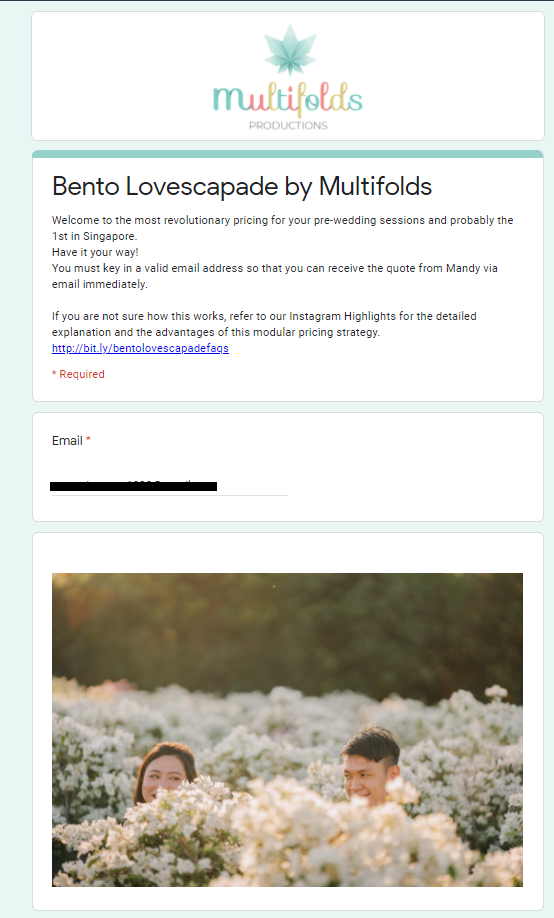 multifolds
PRODUCTIONS
Bento Lovescapade by Multifolds
Welcome to the most revolutionary pricing for your pre-wedding sessions and probably the
1st in Singapore.
Have it your way!
You must key in a valid email address so that you can receive the quote from Mandy via
email immediately.
If you are not sure how this works, refer to our Instagram Highlights for the detailed
explanation and the advantages of this modular pricing strategy.
http://bit.ly/bentolovescapadefaqs
* Required
Email *